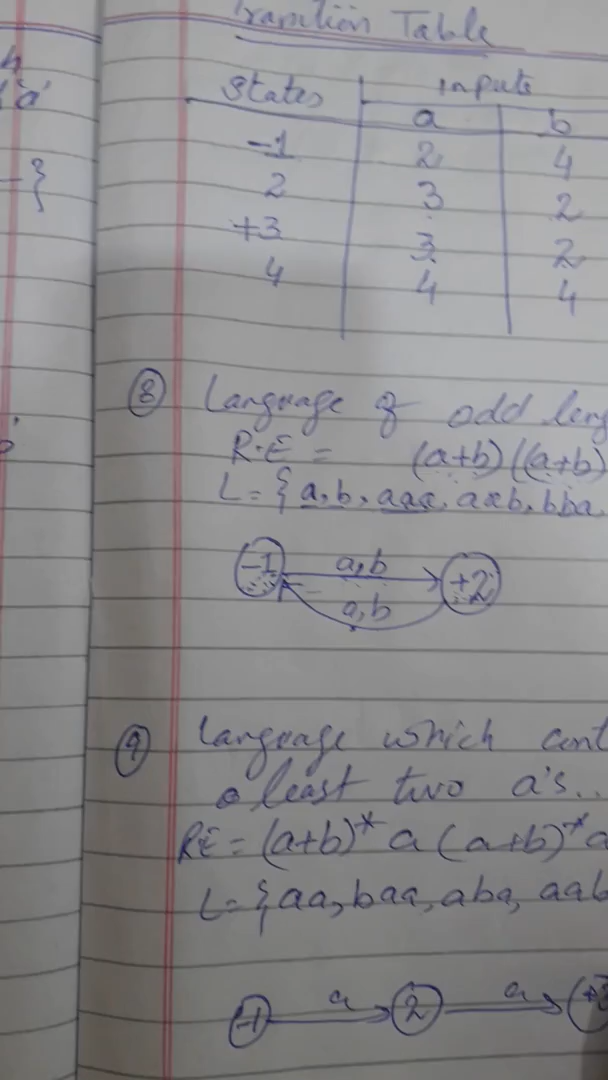 Transition Table
States inputs
a b
-1 2 4
2 3 2
+3 3 2
4 4 4
⑧ Language of odd leng
R.E = (a+b)((a+b)
L = { a, b, aaa, aab, bba,
-1 a,b +2
a,b
⑨ Language which cont
a least two a's..
RE = (a+b)* a (a+b)* a
L = { aa, baa, aba, aab
-1 a 2 a +3